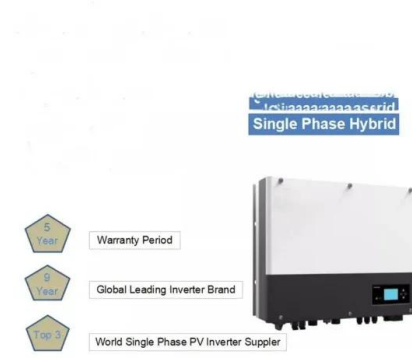 Single Phase Hybrid
5
Year
Warranty Period
9
Year
Global Leading Inverter Brand
Top 3
World Single Phase PV Inverter Suppler